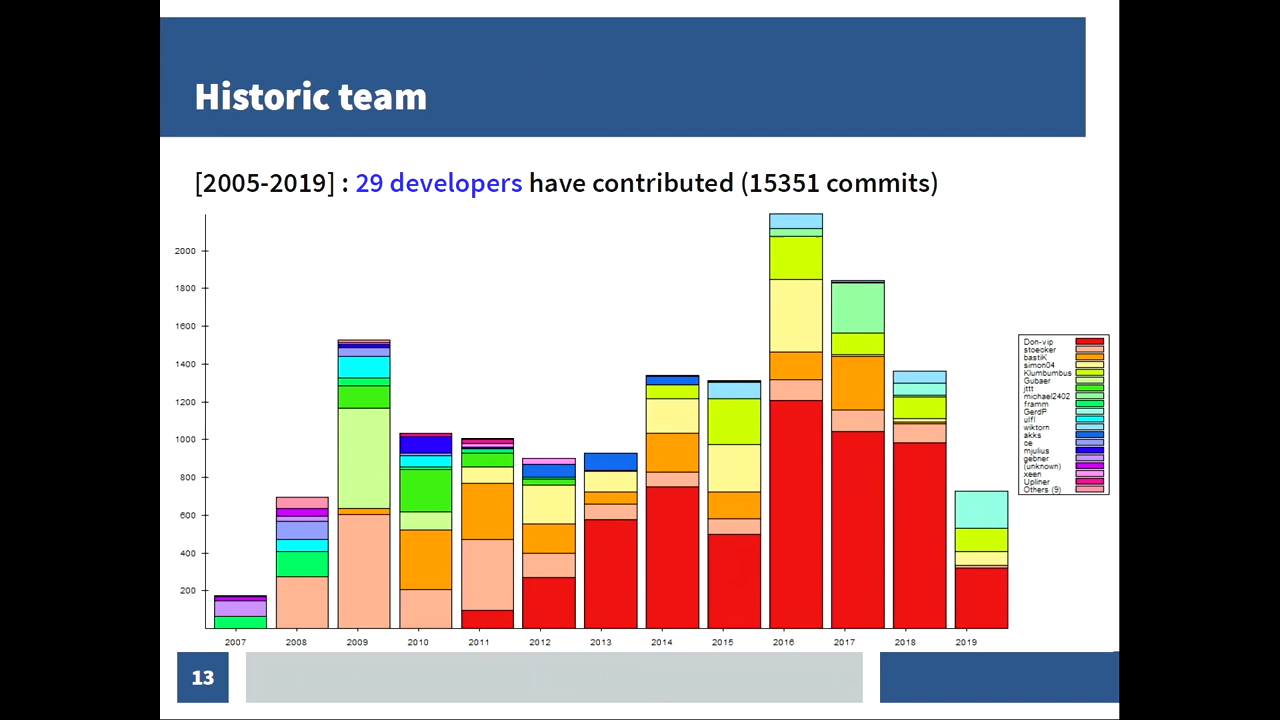 Historic team
[2005-2019] : 29 developers have contributed (15351 commits)
2000
1800
1600
1400
1200
1000
800
600
400
200
2007 2008 2009 2010 2011 2012 2013 2014 2015 2016 2017 2018 2019
Don-vip
stoecker
bastiK
simon04
Klumbumbus
Gubaer
jttt
michael2402
framm
GerdP
ulfl
wiktorn
akks
ce
mjulius
gebner
(unknown)
xeen
Upliner
Others (9)
13